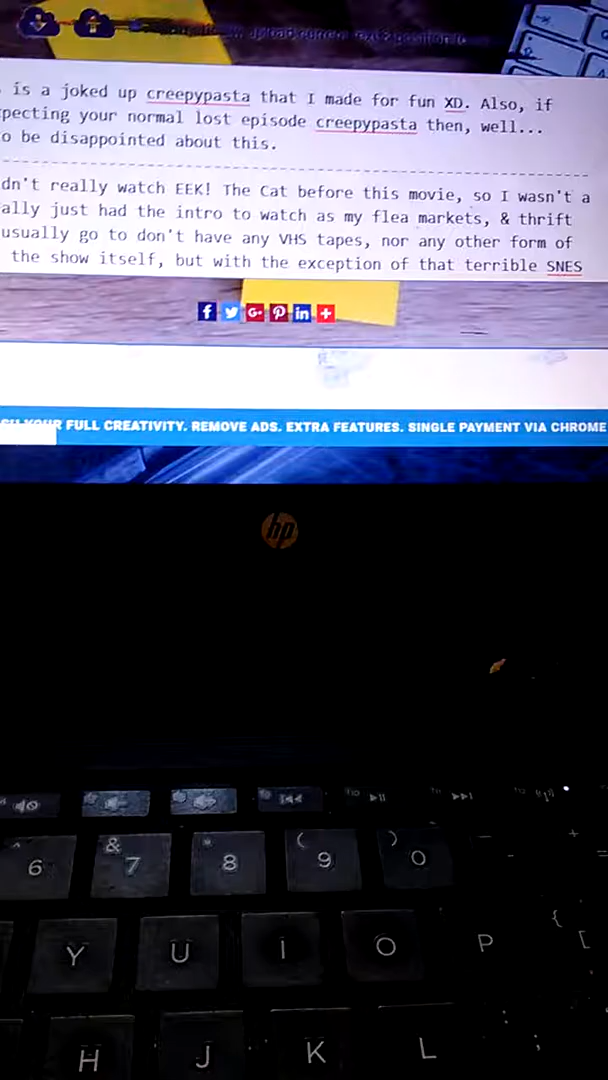 is a joked up creepypasta that I made for fun XD. Also, if
pecting your normal lost episode creepypasta then, well...
o be disappointed about this.
dn't really watch EEK! The Cat before this movie, so I wasn't a
ally just had the intro to watch as my flea markets, & thrift
usually go to don't have any VHS tapes, nor any other form of
the show itself, but with the exception of that terrible SNES
f G+ P in +
YOUR FULL CREATIVITY. REMOVE ADS. EXTRA FEATURES. SINGLE PAYMENT VIA CHROME
hp
^ & * ( ) - +
6 7 8 9 0
Y U I O P { [
H J K L : ;